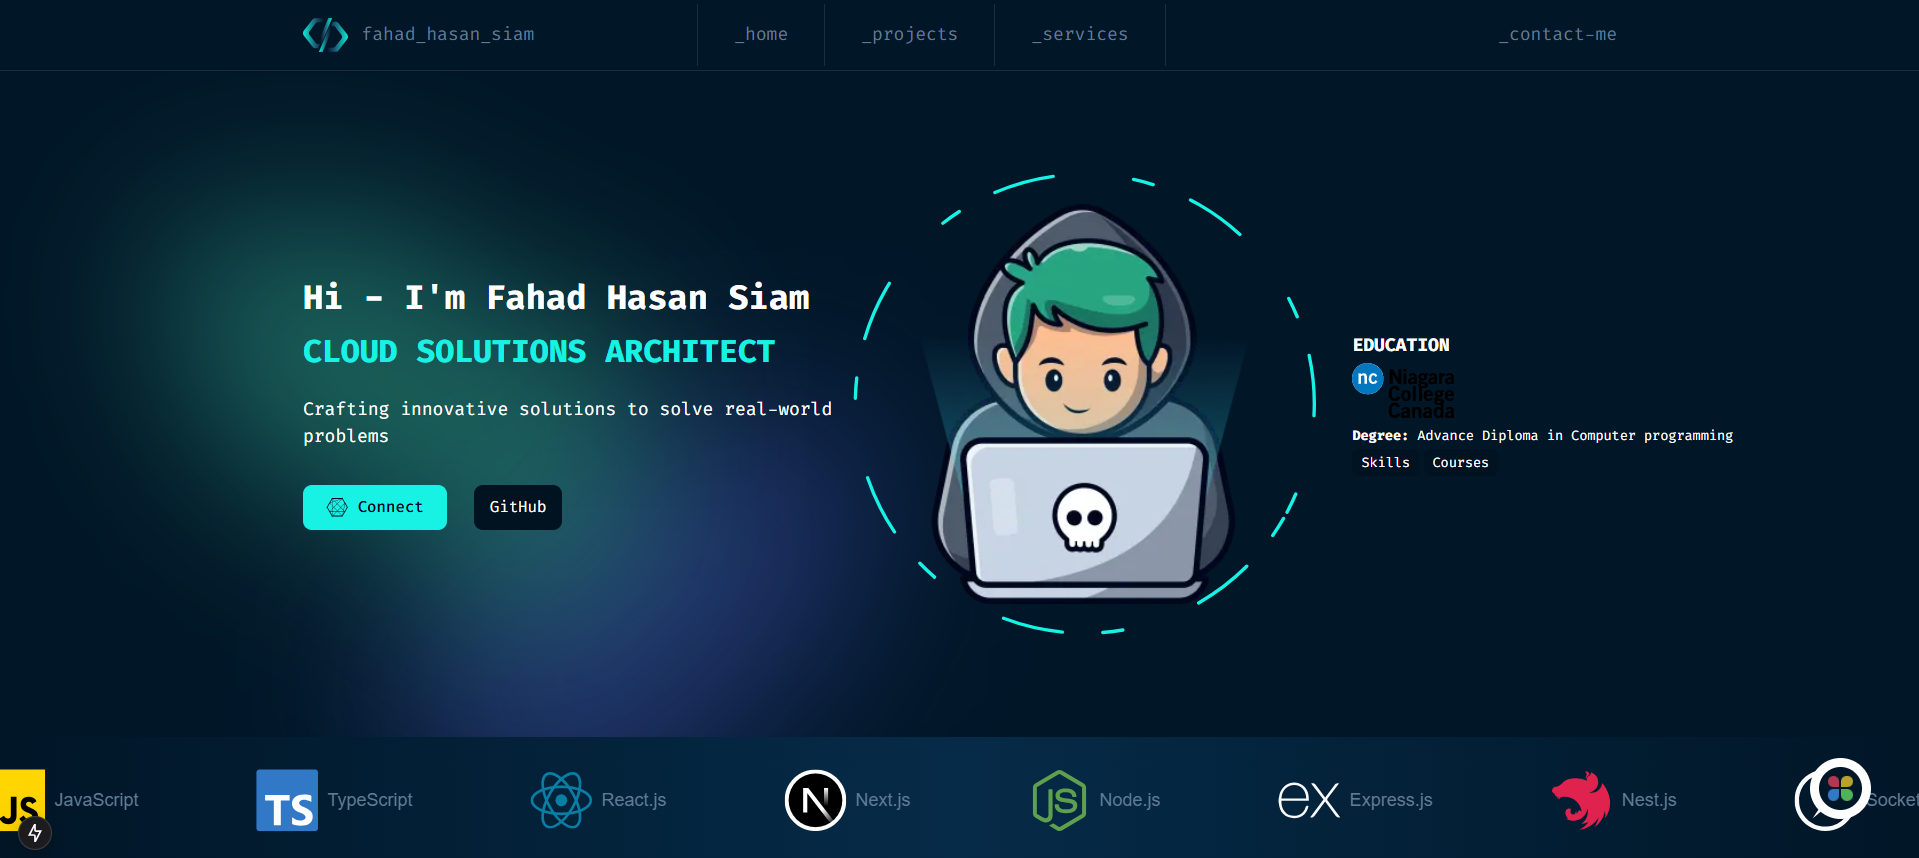 fahad_hasan_siam
_home
_projects
_services
_contact-me
Hi - I'm Fahad Hasan Siam
CLOUD SOLUTIONS ARCHITECT
Crafting innovative solutions to solve real-world
problems
Connect
GitHub
EDUCATION
nc
Niagara
College
Canada
Degree: Advance Diploma in Computer programming
Skills
Courses
JS
JavaScript
TS
TypeScript
React.js
N
Next.js
JS
Node.js
ex
Express.js
Nest.js
Socket